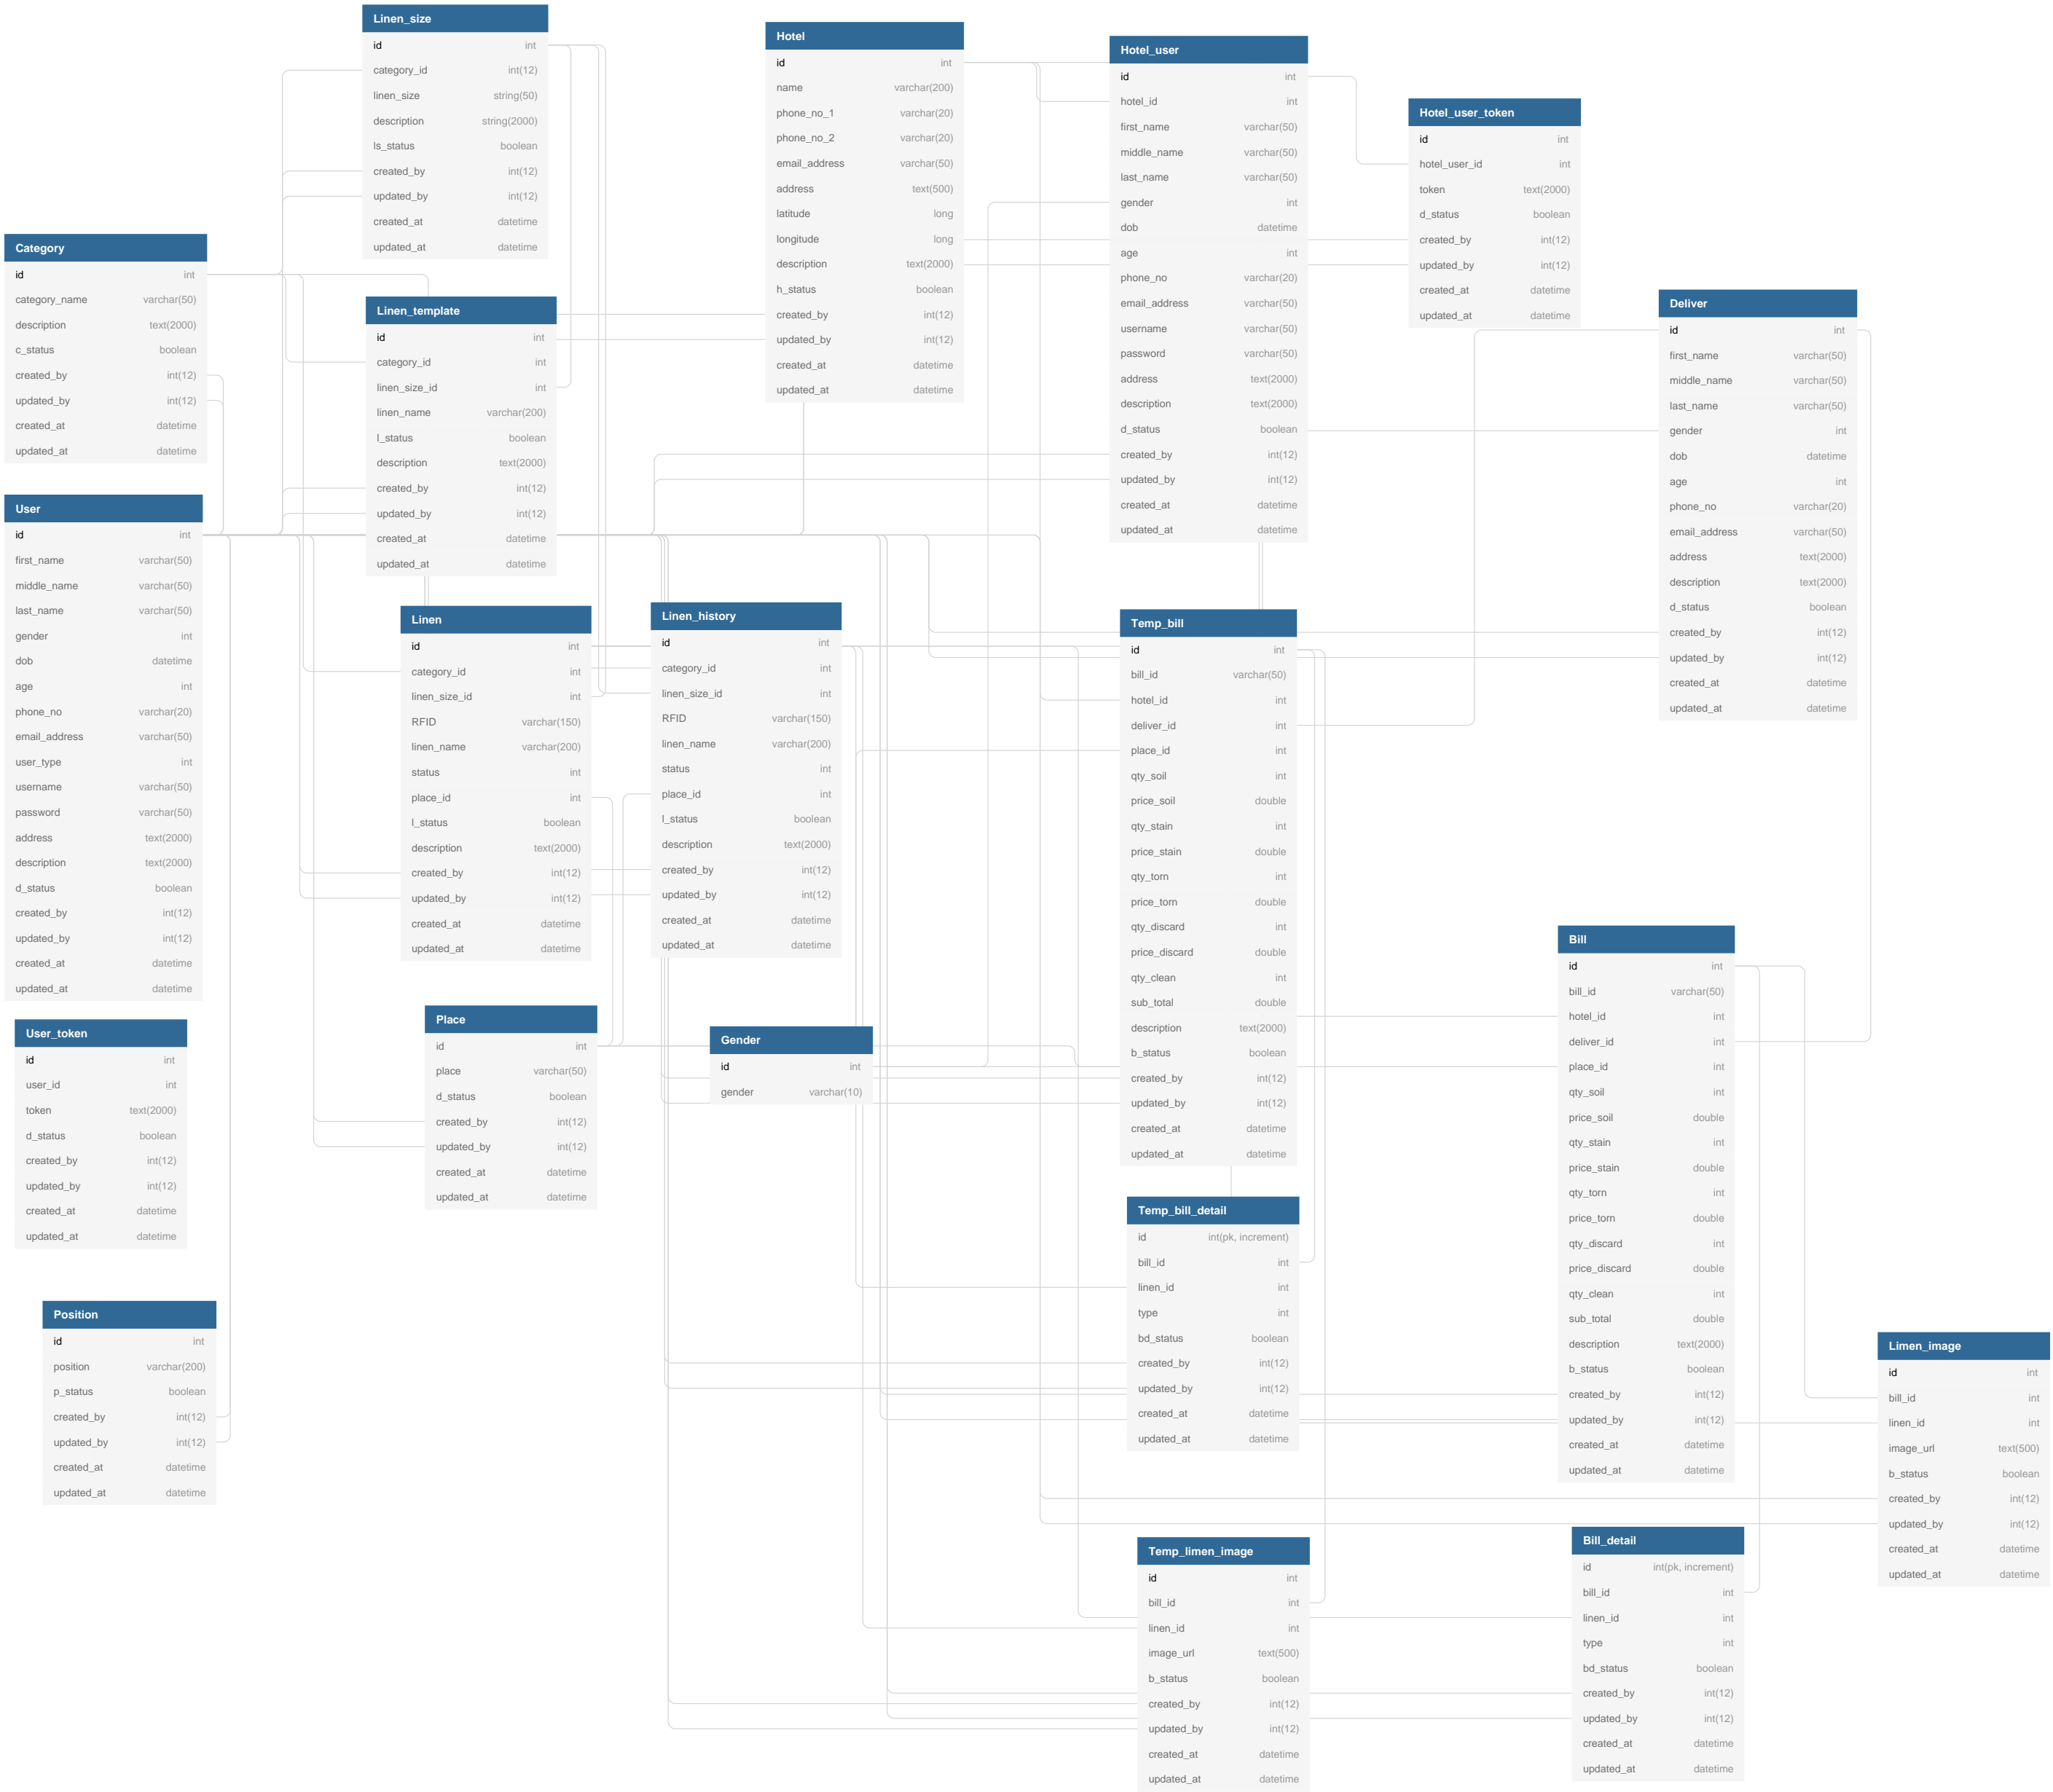 Linen_size
id int
category_id int(12)
linen_size string(50)
description string(2000)
ls_status boolean
created_by int(12)
updated_by int(12)
created_at datetime
updated_at datetime
Hotel
id int
name varchar(200)
phone_no_1 varchar(20)
phone_no_2 varchar(20)
email_address varchar(50)
address text(500)
latitude long
longitude long
description text(2000)
h_status boolean
created_by int(12)
updated_by int(12)
created_at datetime
updated_at datetime
Hotel_user
id int
hotel_id int
first_name varchar(50)
middle_name varchar(50)
last_name varchar(50)
gender int
dob datetime
age int
phone_no varchar(20)
email_address varchar(50)
username varchar(50)
password varchar(50)
address text(2000)
description text(2000)
d_status boolean
created_by int(12)
updated_by int(12)
created_at datetime
updated_at datetime
Hotel_user_token
id int
hotel_user_id int
token text(2000)
d_status boolean
created_by int(12)
updated_by int(12)
created_at datetime
updated_at datetime
Category
id int
category_name varchar(50)
description text(2000)
c_status boolean
created_by int(12)
updated_by int(12)
created_at datetime
updated_at datetime
Linen_template
id int
category_id int
linen_size_id int
linen_name varchar(200)
l_status boolean
description text(2000)
created_by int(12)
updated_by int(12)
created_at datetime
updated_at datetime
Deliver
id int
first_name varchar(50)
middle_name varchar(50)
last_name varchar(50)
gender int
dob datetime
age int
phone_no varchar(20)
email_address varchar(50)
address text(2000)
description text(2000)
d_status boolean
created_by int(12)
updated_by int(12)
created_at datetime
updated_at datetime
User
id int
first_name varchar(50)
middle_name varchar(50)
last_name varchar(50)
gender int
dob datetime
age int
phone_no varchar(20)
email_address varchar(50)
user_type int
username varchar(50)
password varchar(50)
address text(2000)
description text(2000)
d_status boolean
created_by int(12)
updated_by int(12)
created_at datetime
updated_at datetime
Linen
id int
category_id int
linen_size_id int
RFID varchar(150)
linen_name varchar(200)
status int
place_id int
l_status boolean
description text(2000)
created_by int(12)
updated_by int(12)
created_at datetime
updated_at datetime
Linen_history
id int
category_id int
linen_size_id int
RFID varchar(150)
linen_name varchar(200)
status int
place_id int
l_status boolean
description text(2000)
created_by int(12)
updated_by int(12)
created_at datetime
updated_at datetime
Temp_bill
id int
bill_id varchar(50)
hotel_id int
deliver_id int
place_id int
qty_soil int
price_soil double
qty_stain int
price_stain double
qty_torn int
price_torn double
qty_discard int
price_discard double
qty_clean int
sub_total double
description text(2000)
b_status boolean
created_by int(12)
updated_by int(12)
created_at datetime
updated_at datetime
Bill
id int
bill_id varchar(50)
hotel_id int
deliver_id int
place_id int
qty_soil int
price_soil double
qty_stain int
price_stain double
qty_torn int
price_torn double
qty_discard int
price_discard double
qty_clean int
sub_total double
description text(2000)
b_status boolean
created_by int(12)
updated_by int(12)
created_at datetime
updated_at datetime
Place
id int
place varchar(50)
d_status boolean
created_by int(12)
updated_by int(12)
created_at datetime
updated_at datetime
Gender
id int
gender varchar(10)
User_token
id int
user_id int
token text(2000)
d_status boolean
created_by int(12)
updated_by int(12)
created_at datetime
updated_at datetime
Temp_bill_detail
id int(pk, increment)
bill_id int
linen_id int
type int
bd_status boolean
created_by int(12)
updated_by int(12)
created_at datetime
updated_at datetime
Position
id int
position varchar(200)
p_status boolean
created_by int(12)
updated_by int(12)
created_at datetime
updated_at datetime
Limen_image
id int
bill_id int
linen_id int
image_url text(500)
b_status boolean
created_by int(12)
updated_by int(12)
created_at datetime
updated_at datetime
Temp_limen_image
id int
bill_id int
linen_id int
image_url text(500)
b_status boolean
created_by int(12)
updated_by int(12)
created_at datetime
updated_at datetime
Bill_detail
id int(pk, increment)
bill_id int
linen_id int
type int
bd_status boolean
created_by int(12)
updated_by int(12)
created_at datetime
updated_at datetime